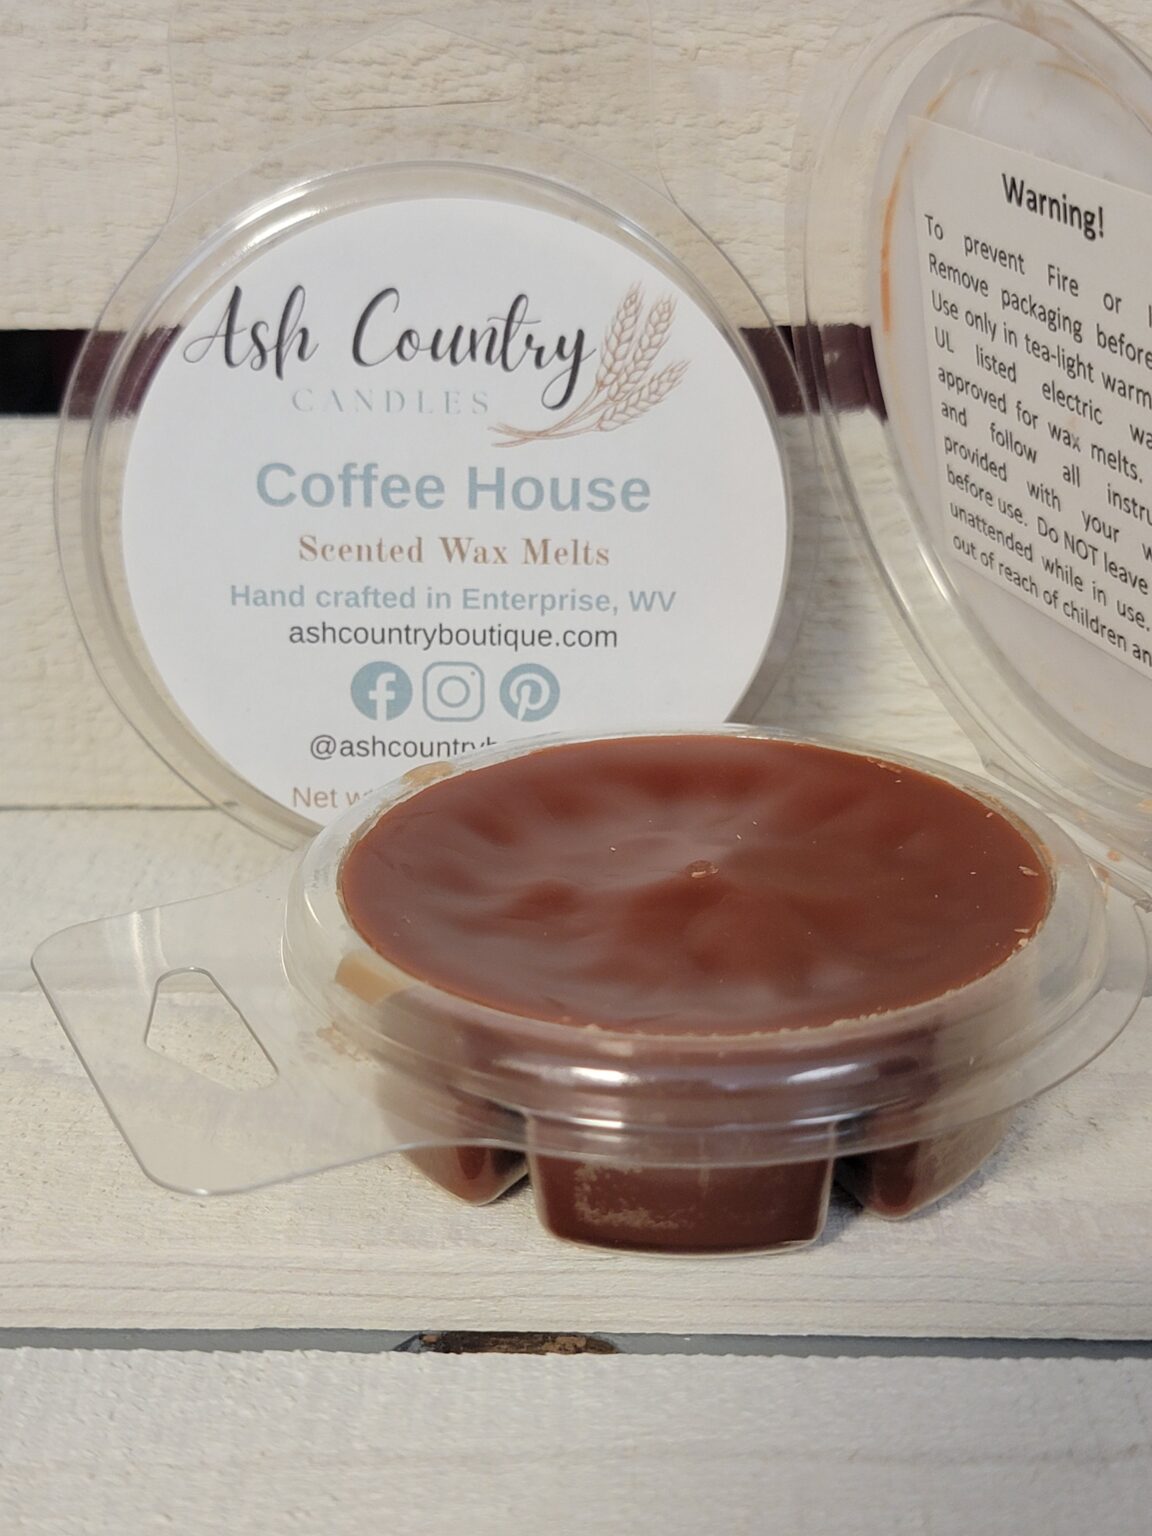 Ash Country
CANDLES
Coffee House
Scented Wax Melts
Hand crafted in Enterprise, WV
ashcountryboutique.com
Net
Warning!
To prevent Fire or
Remove packaging before
Use only in tea-light
UL listed electric
approved for wax melts.
and follow all
provided with your
before use. Do NOT leave
unattended while in use.
out of reach of children